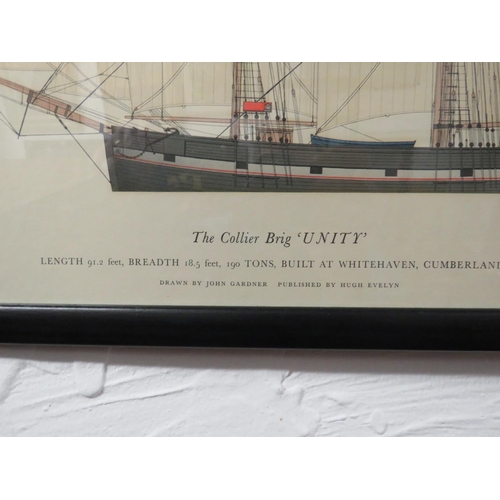 The Collier Brig ‘UNITY’
LENGTH 91.2 feet, BREADTH 18.5 feet, 190 TONS, BUILT AT WHITEHAVEN, CUMBERLAND
DRAWN BY JOHN GARDNER PUBLISHED BY HUGH EVELYN